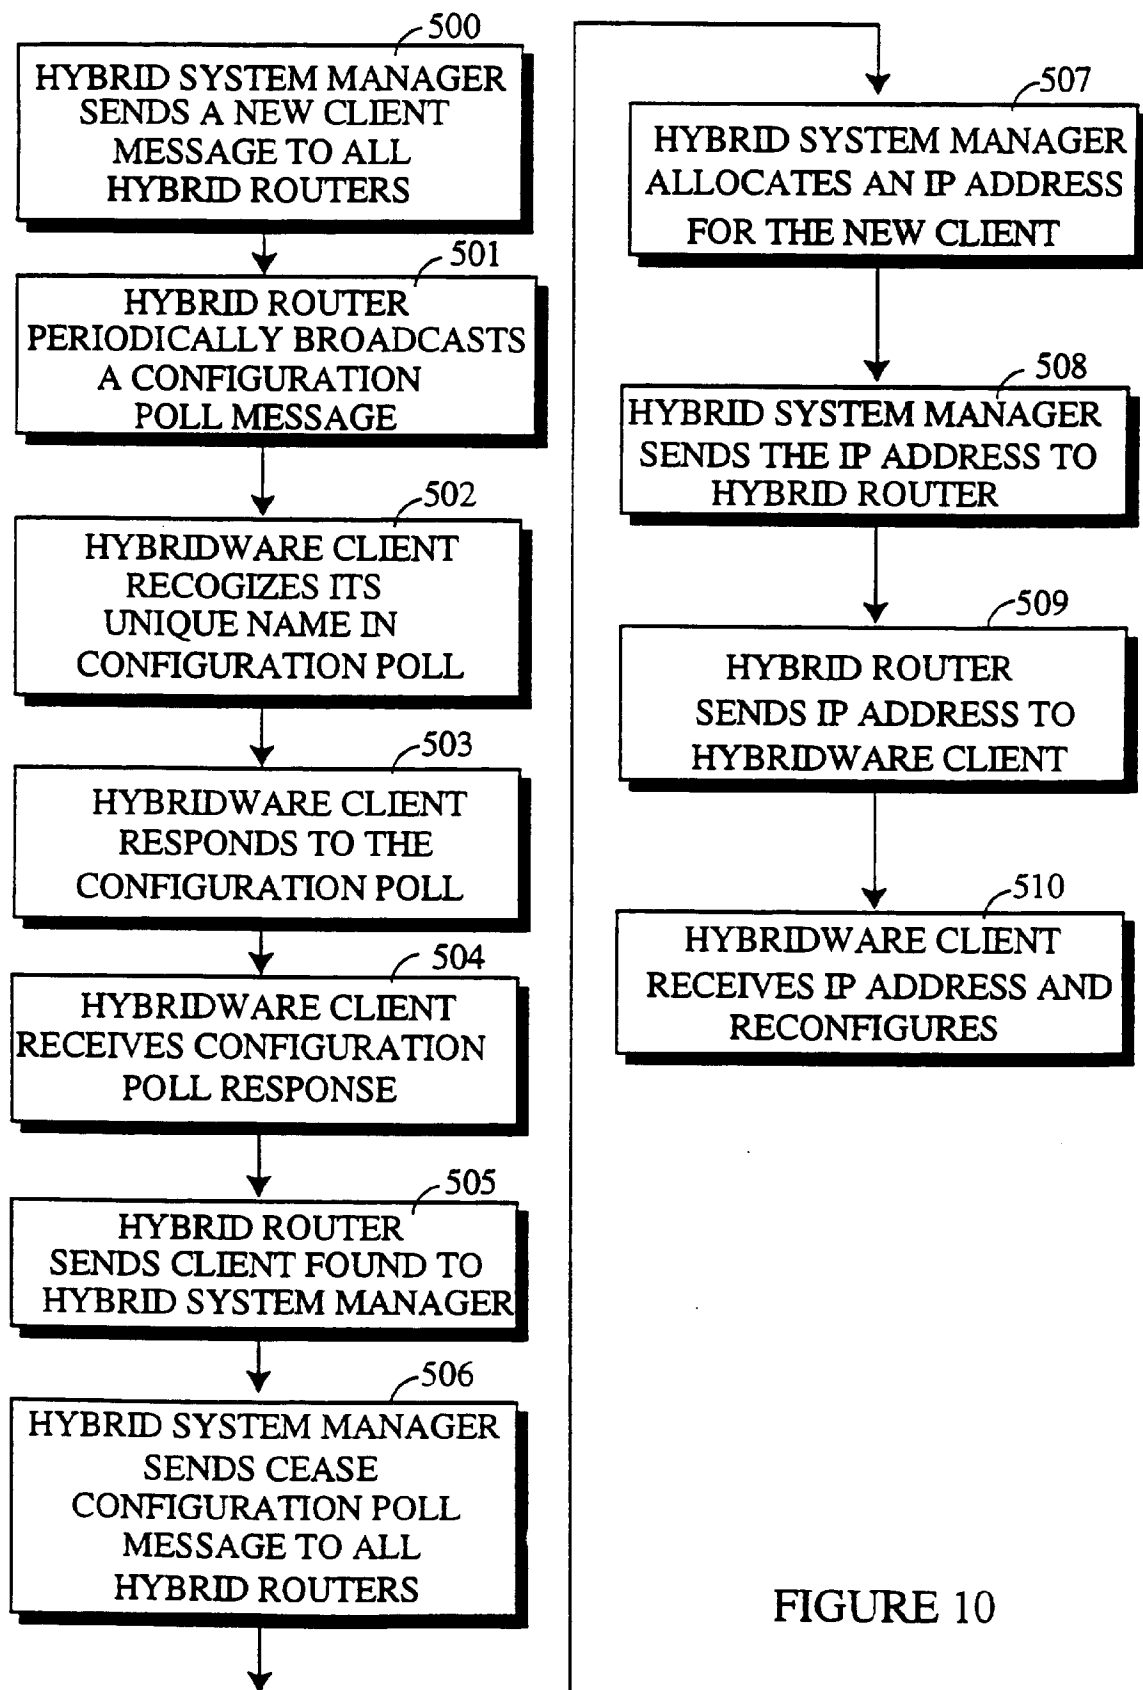 500
HYBRID SYSTEM MANAGER
SENDS A NEW CLIENT
MESSAGE TO ALL
HYBRID ROUTERS
501
HYBRID ROUTER
PERIODICALLY BROADCASTS
A CONFIGURATION
POLL MESSAGE
502
HYBRIDWARE CLIENT
RECOGIZES ITS
UNIQUE NAME IN
CONFIGURATION POLL
503
HYBRIDWARE CLIENT
RESPONDS TO THE
CONFIGURATION POLL
504
HYBRIDWARE CLIENT
RECEIVES CONFIGURATION
POLL RESPONSE
505
HYBRID ROUTER
SENDS CLIENT FOUND TO
HYBRID SYSTEM MANAGER
506
HYBRID SYSTEM MANAGER
SENDS CEASE
CONFIGURATION POLL
MESSAGE TO ALL
HYBRID ROUTERS
507
HYBRID SYSTEM MANAGER
ALLOCATES AN IP ADDRESS
FOR THE NEW CLIENT
508
HYBRID SYSTEM MANAGER
SENDS THE IP ADDRESS TO
HYBRID ROUTER
509
HYBRID ROUTER
SENDS IP ADDRESS TO
HYBRIDWARE CLIENT
510
HYBRIDWARE CLIENT
RECEIVES IP ADDRESS AND
RECONFIGURES
FIGURE 10